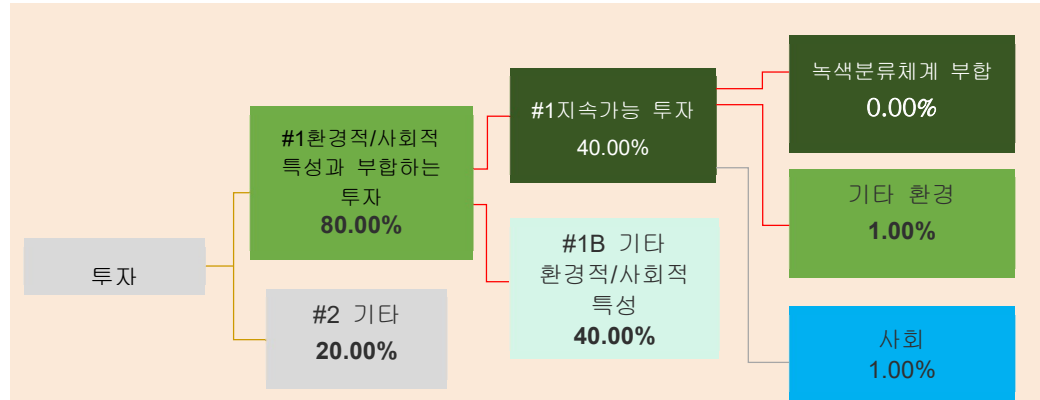 투자
#1환경적/사회적
특성과 부합하는
투자
80.00%
#2 기타
20.00%
#1지속가능 투자
40.00%
#1B 기타
환경적/사회적
특성
40.00%
녹색분류체계 부합
0.00%
기타 환경
1.00%
사회
1.00%